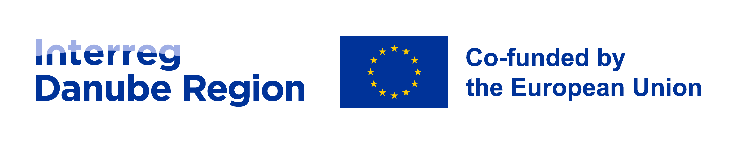 Interreg
Danube Region
Co-funded by
the European Union